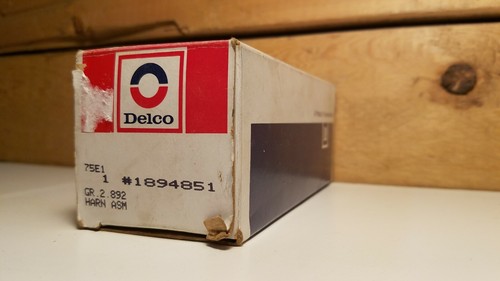 Delco
75E1
1 #1894851
GR.2.892
HARN ASM